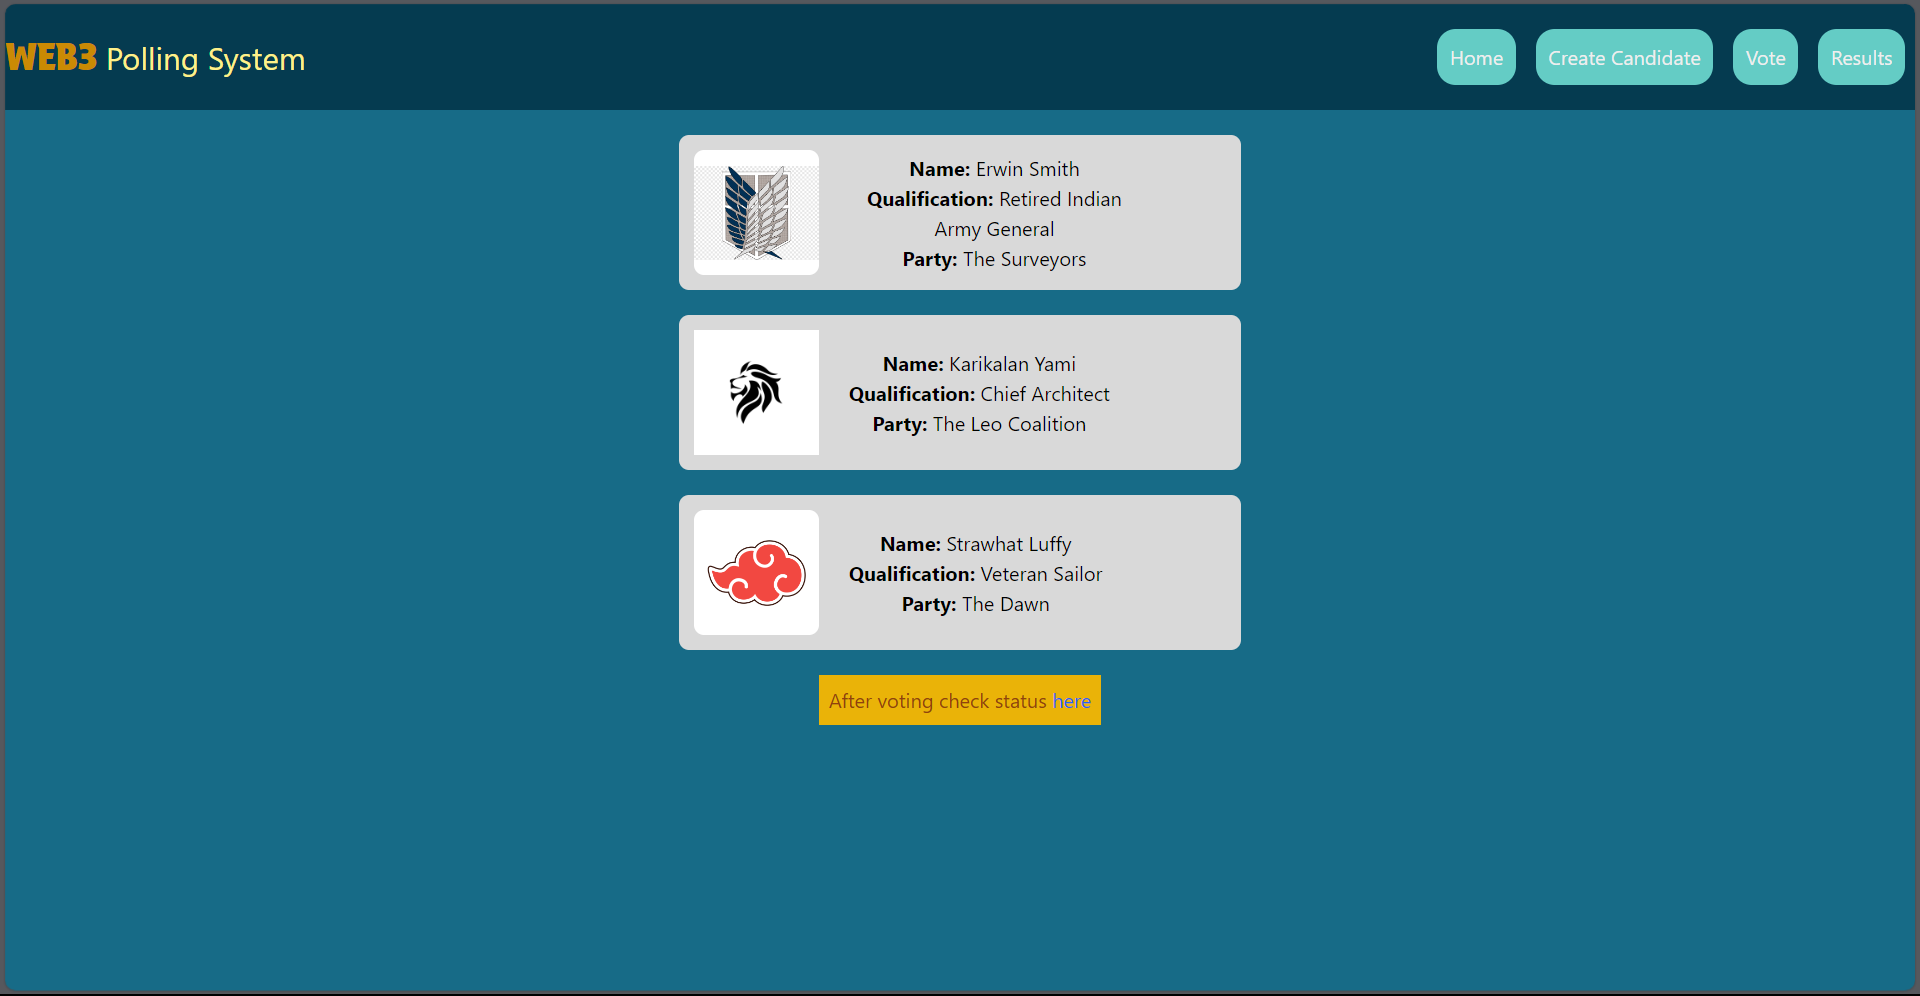 WEB3 Polling System
Home
Create Candidate
Vote
Results
Name: Erwin Smith
Qualification: Retired Indian
Army General
Party: The Surveyors
Name: Karikalan Yami
Qualification: Chief Architect
Party: The Leo Coalition
Name: Strawhat Luffy
Qualification: Veteran Sailor
Party: The Dawn
After voting check status here